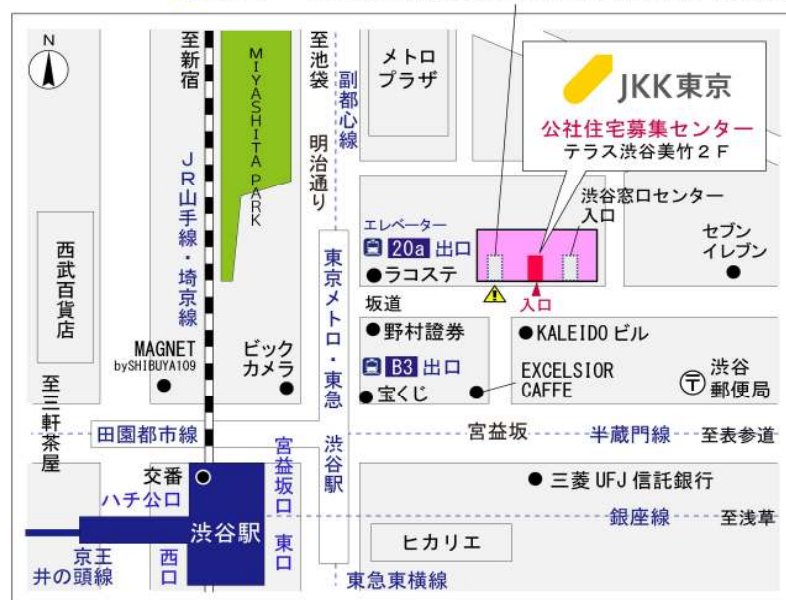 N
至新宿
MIYASHITA PARK
至池袋
副都心線
明治通り
メトロ
プラザ
JKK東京
公社住宅募集センター
テラス渋谷美竹2F
JR山手線・埼京線
エレベーター
20a 出口
ラコステ
渋谷窓口センター
入口
セブン
イレブン
西武百貨店
東京メトロ・東急 渋谷駅
入口
坂道
野村證券
KALEIDO ビル
MAGNET
bySHIBUYA109
ビック
カメラ
B3 出口
宝くじ
EXCELSIOR
CAFFE
〒
渋谷
郵便局
至三軒茶屋
田園都市線
宮益坂
半蔵門線
至表参道
交番
ハチ公口
宮益坂口
三菱 UFJ 信託銀行
渋谷駅
銀座線
至浅草
京王
井の頭線
西口
東口
ヒカリエ
東急東横線